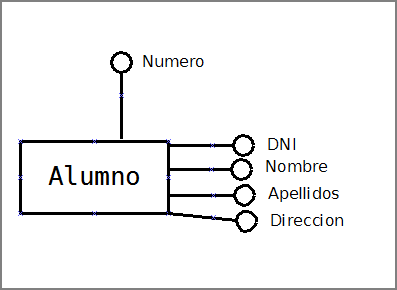 Numero
DNI
Nombre
Alumno
Apellidos
Direccion